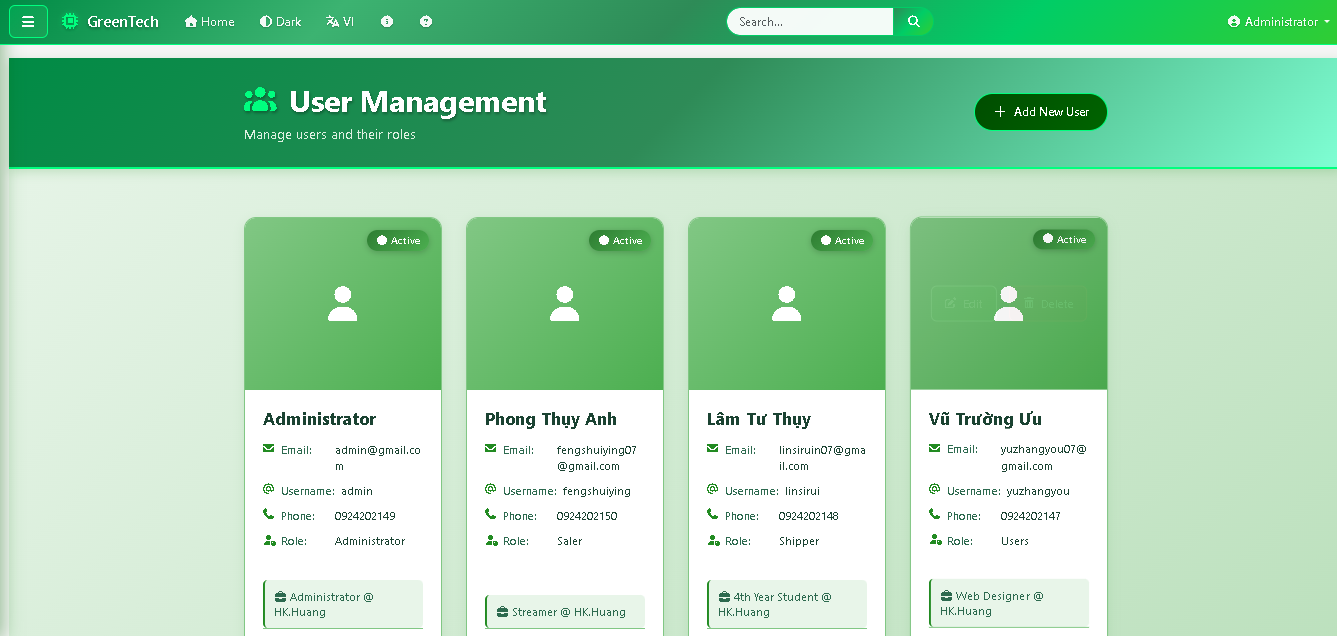 GreenTech Home Dark VI Search... Administrator
User Management
Manage users and their roles
Add New User
Active
Administrator
Email: admin@gmail.co
m
Username: admin
Phone: 0924202149
Role: Administrator
Administrator @
HK.Huang
Active
Phong Thụy Anh
Email: fengshuiying07
@gmail.com
Username: fengshuiying
Phone: 0924202150
Role: Saler
Streamer @ HK.Huang
Active
Lâm Tư Thụy
Email: linsiruin07@gma
il.com
Username: linsirui
Phone: 0924202148
Role: Shipper
4th Year Student @
HK.Huang
Active
Edit Delete
Vũ Trường Ưu
Email: yuzhangyou07@
gmail.com
Username: yuzhangyou
Phone: 0924202147
Role: Users
Web Designer @
HK.Huang